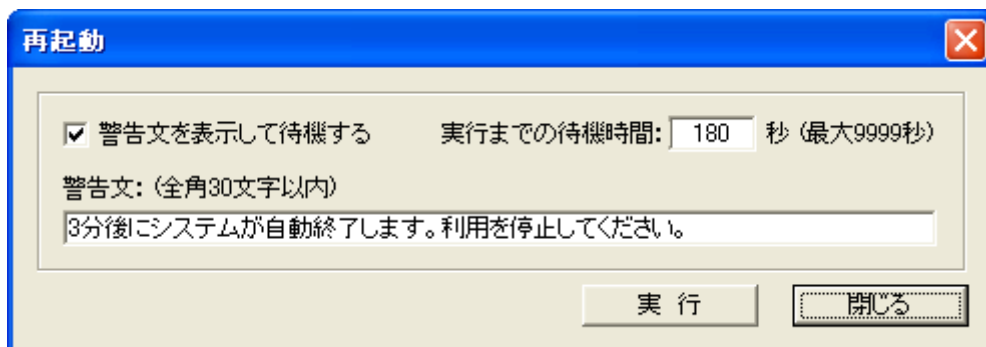 再起動
警告文を表示して待機する 実行までの待機時間: 180 秒 (最大9999秒)
警告文: (全角30文字以内)
3分後にシステムが自動終了します。利用を停止してください。
実 行 閉じる